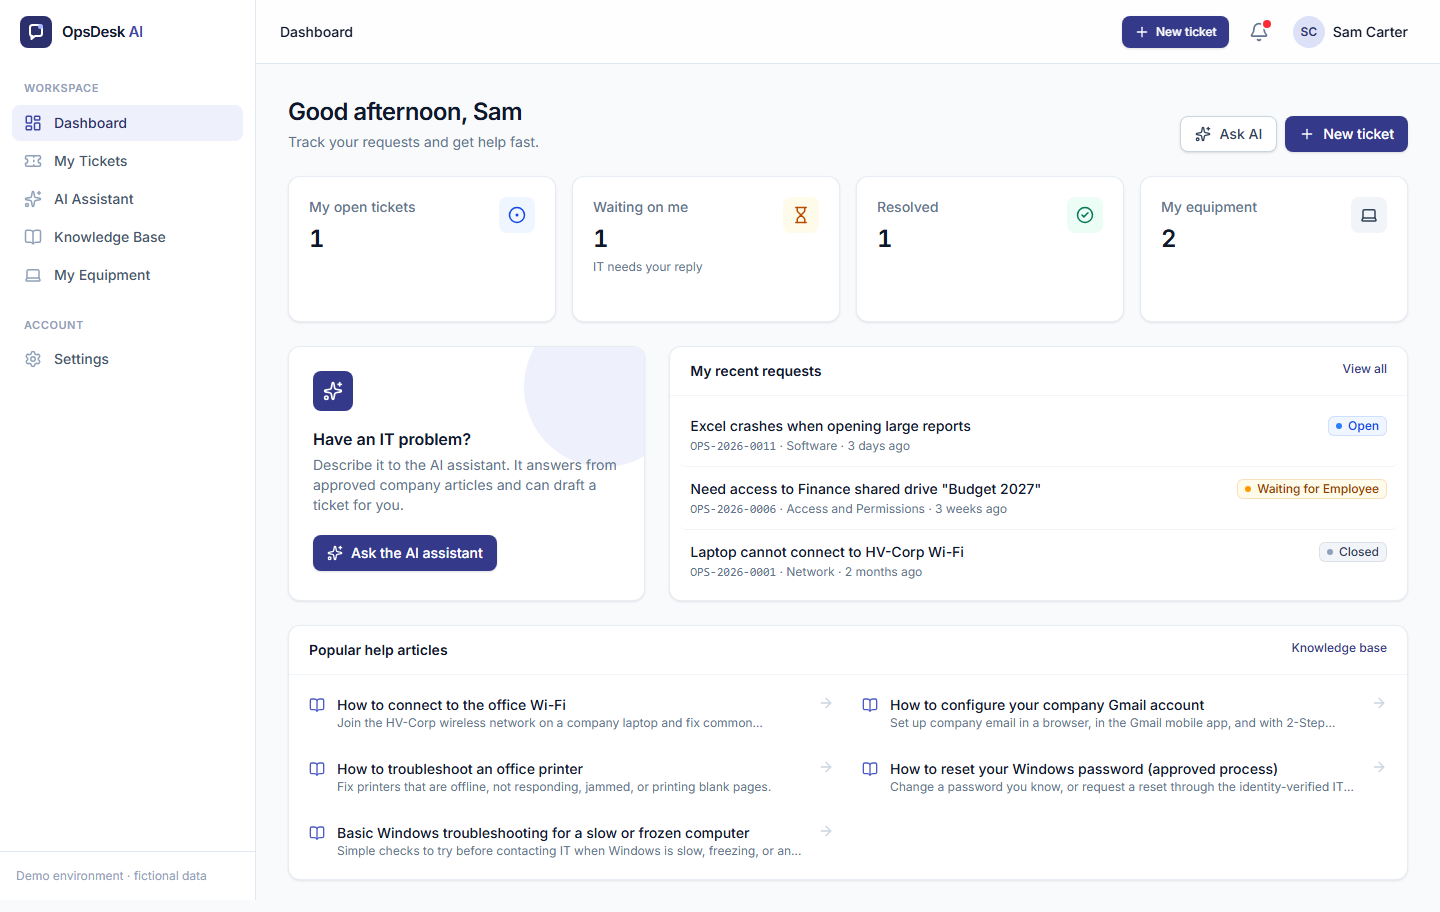 OpsDesk AI
WORKSPACE
Dashboard
My Tickets
AI Assistant
Knowledge Base
My Equipment
ACCOUNT
Settings
Demo environment · fictional data
Dashboard
New ticket
SC
Sam Carter
Good afternoon, Sam
Track your requests and get help fast.
Ask AI
New ticket
My open tickets
1
Waiting on me
1
IT needs your reply
Resolved
1
My equipment
2
Have an IT problem?
Describe it to the AI assistant. It answers from
approved company articles and can draft a
ticket for you.
Ask the AI assistant
My recent requests
View all
Excel crashes when opening large reports
OPS-2026-0011 · Software · 3 days ago
Open
Need access to Finance shared drive "Budget 2027"
OPS-2026-0006 · Access and Permissions · 3 weeks ago
Waiting for Employee
Laptop cannot connect to HV-Corp Wi-Fi
OPS-2026-0001 · Network · 2 months ago
Closed
Popular help articles
Knowledge base
How to connect to the office Wi-Fi
Join the HV-Corp wireless network on a company laptop and fix common...
How to configure your company Gmail account
Set up company email in a browser, in the Gmail mobile app, and with 2-Step...
How to troubleshoot an office printer
Fix printers that are offline, not responding, jammed, or printing blank pages.
How to reset your Windows password (approved process)
Change a password you know, or request a reset through the identity-verified IT...
Basic Windows troubleshooting for a slow or frozen computer
Simple checks to try before contacting IT when Windows is slow, freezing, or an...